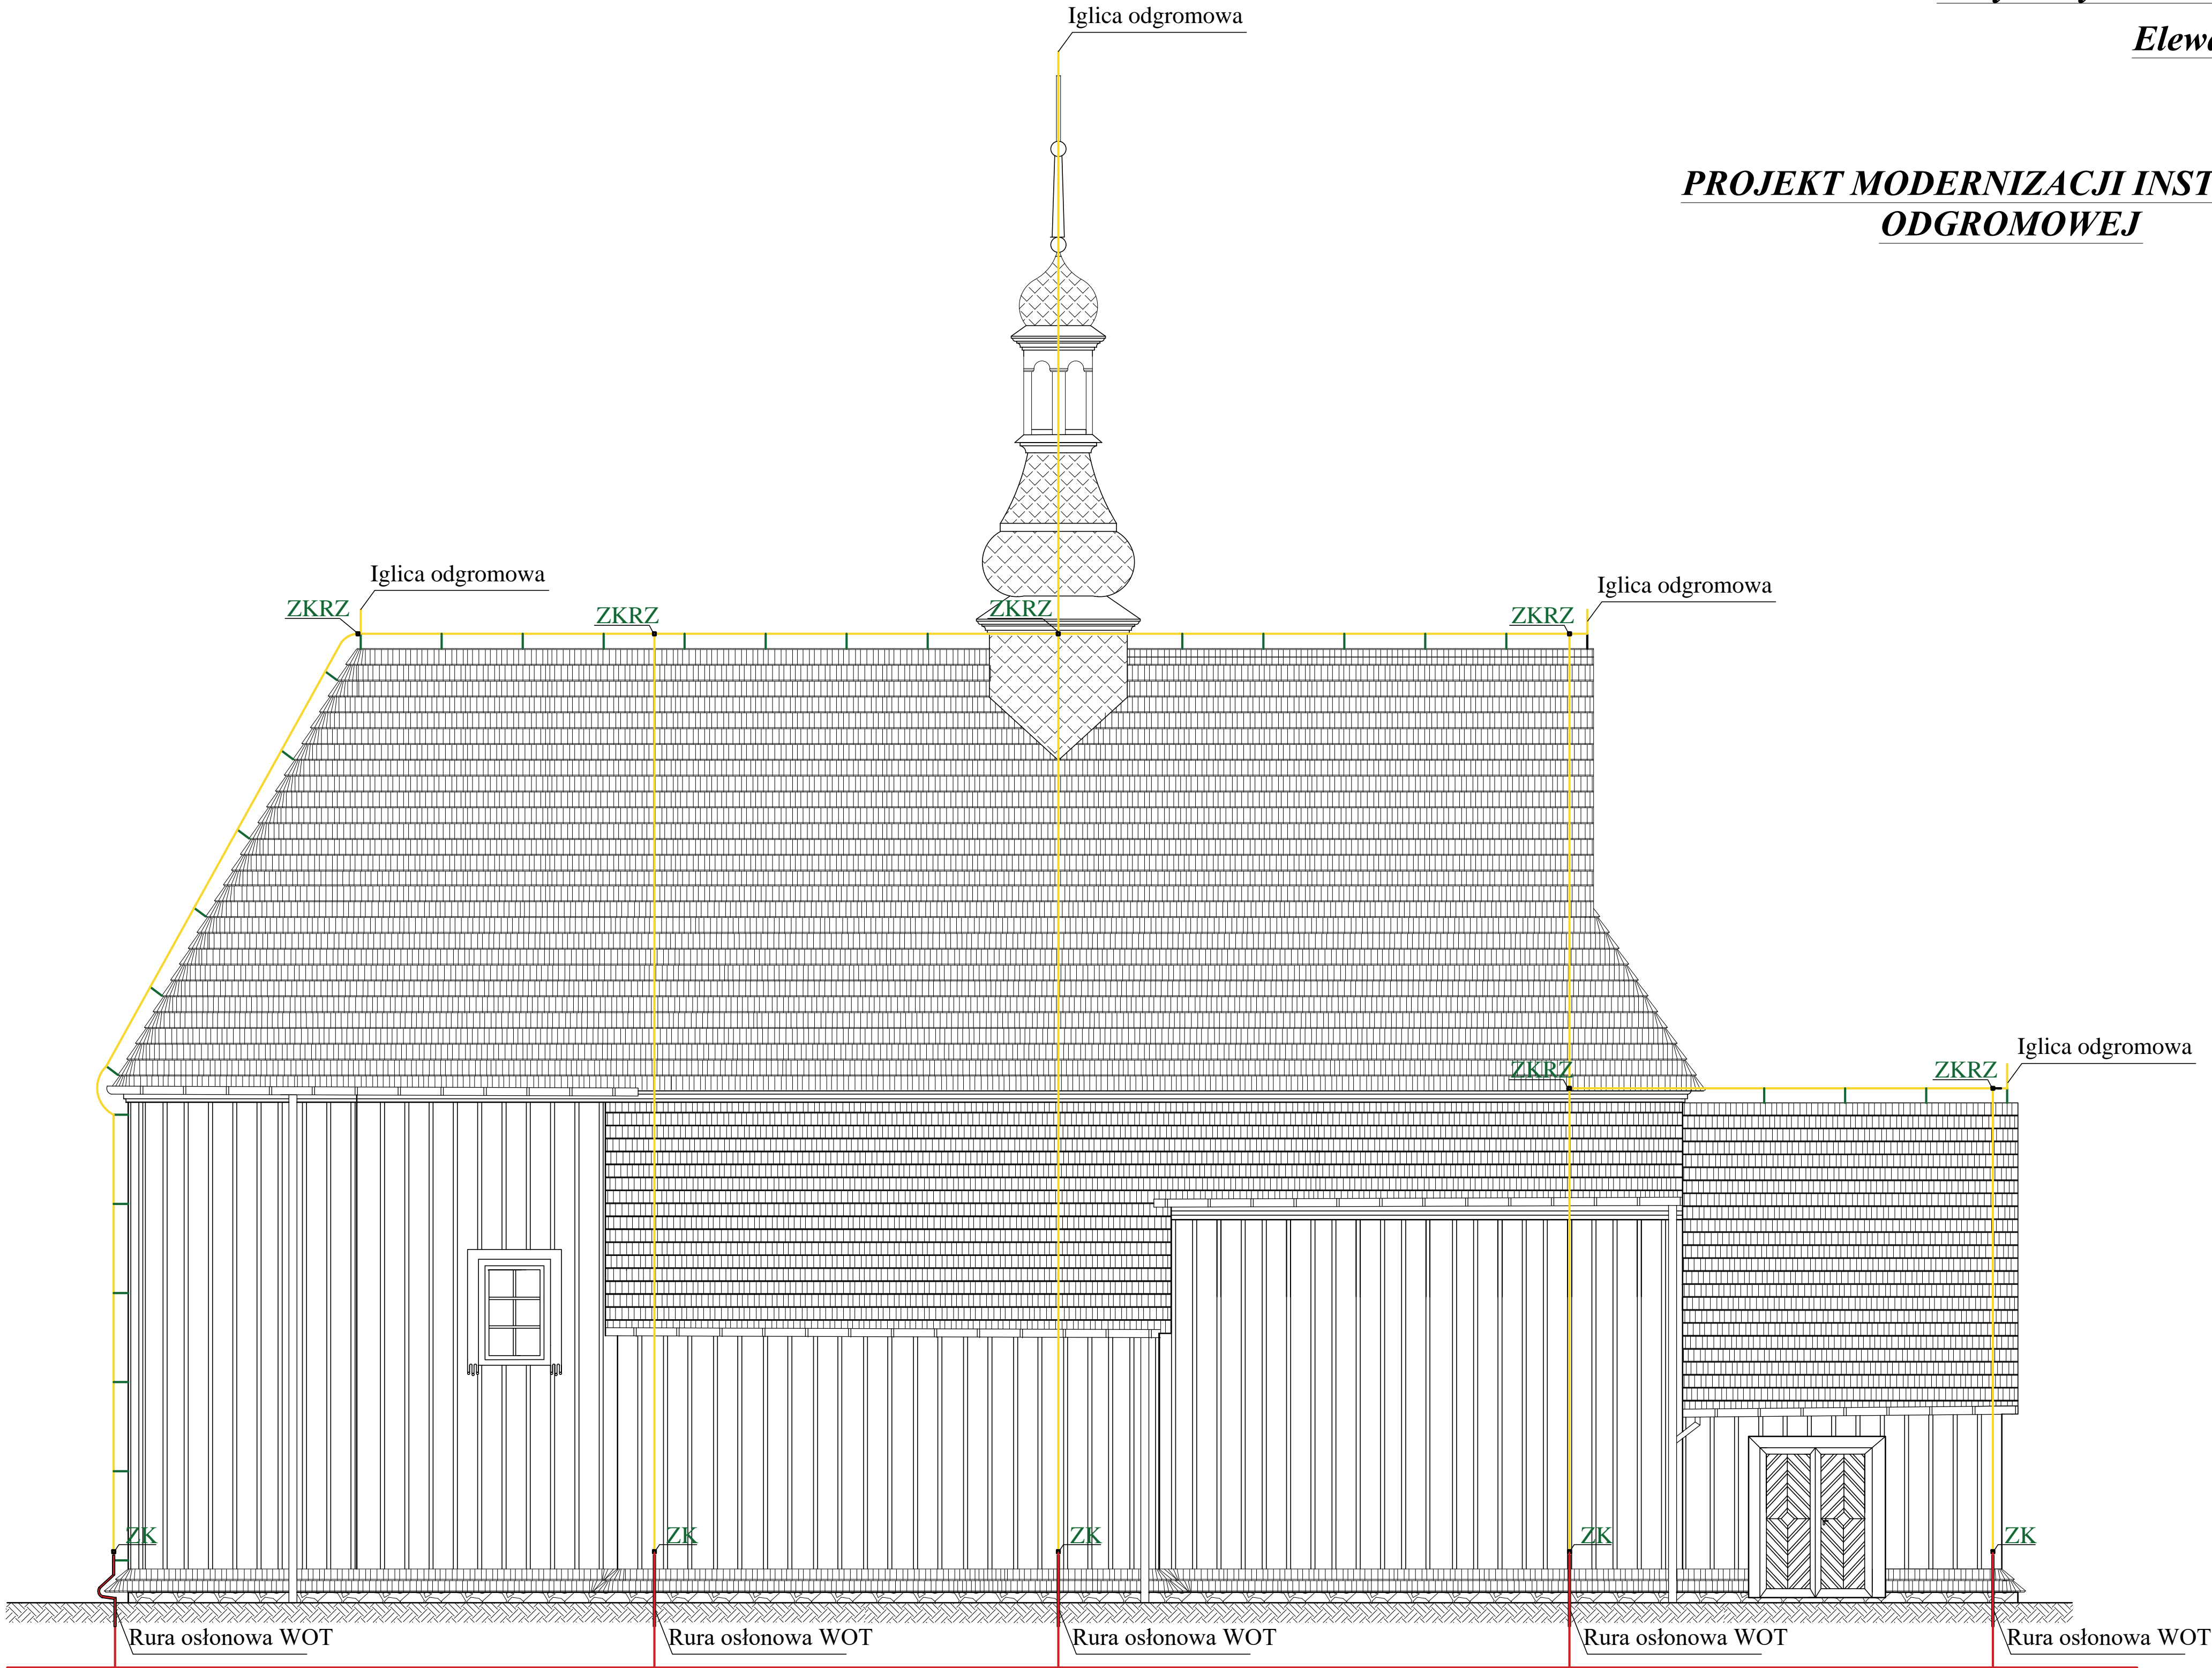 Iglica odgromowa
PROJEKT MODERNIZACJI INST
ODGROMOWEJ
Iglica odgromowa
Iglica odgromowa
ZKRZ
ZKRZ
ZKRZ
ZKRZ
Iglica odgromowa
ZKRZ
ZKRZ
ZK
ZK
ZK
ZK
ZK
Rura osłonowa WOT
Rura osłonowa WOT
Rura osłonowa WOT
Rura osłonowa WOT
Rura osłonowa WOT